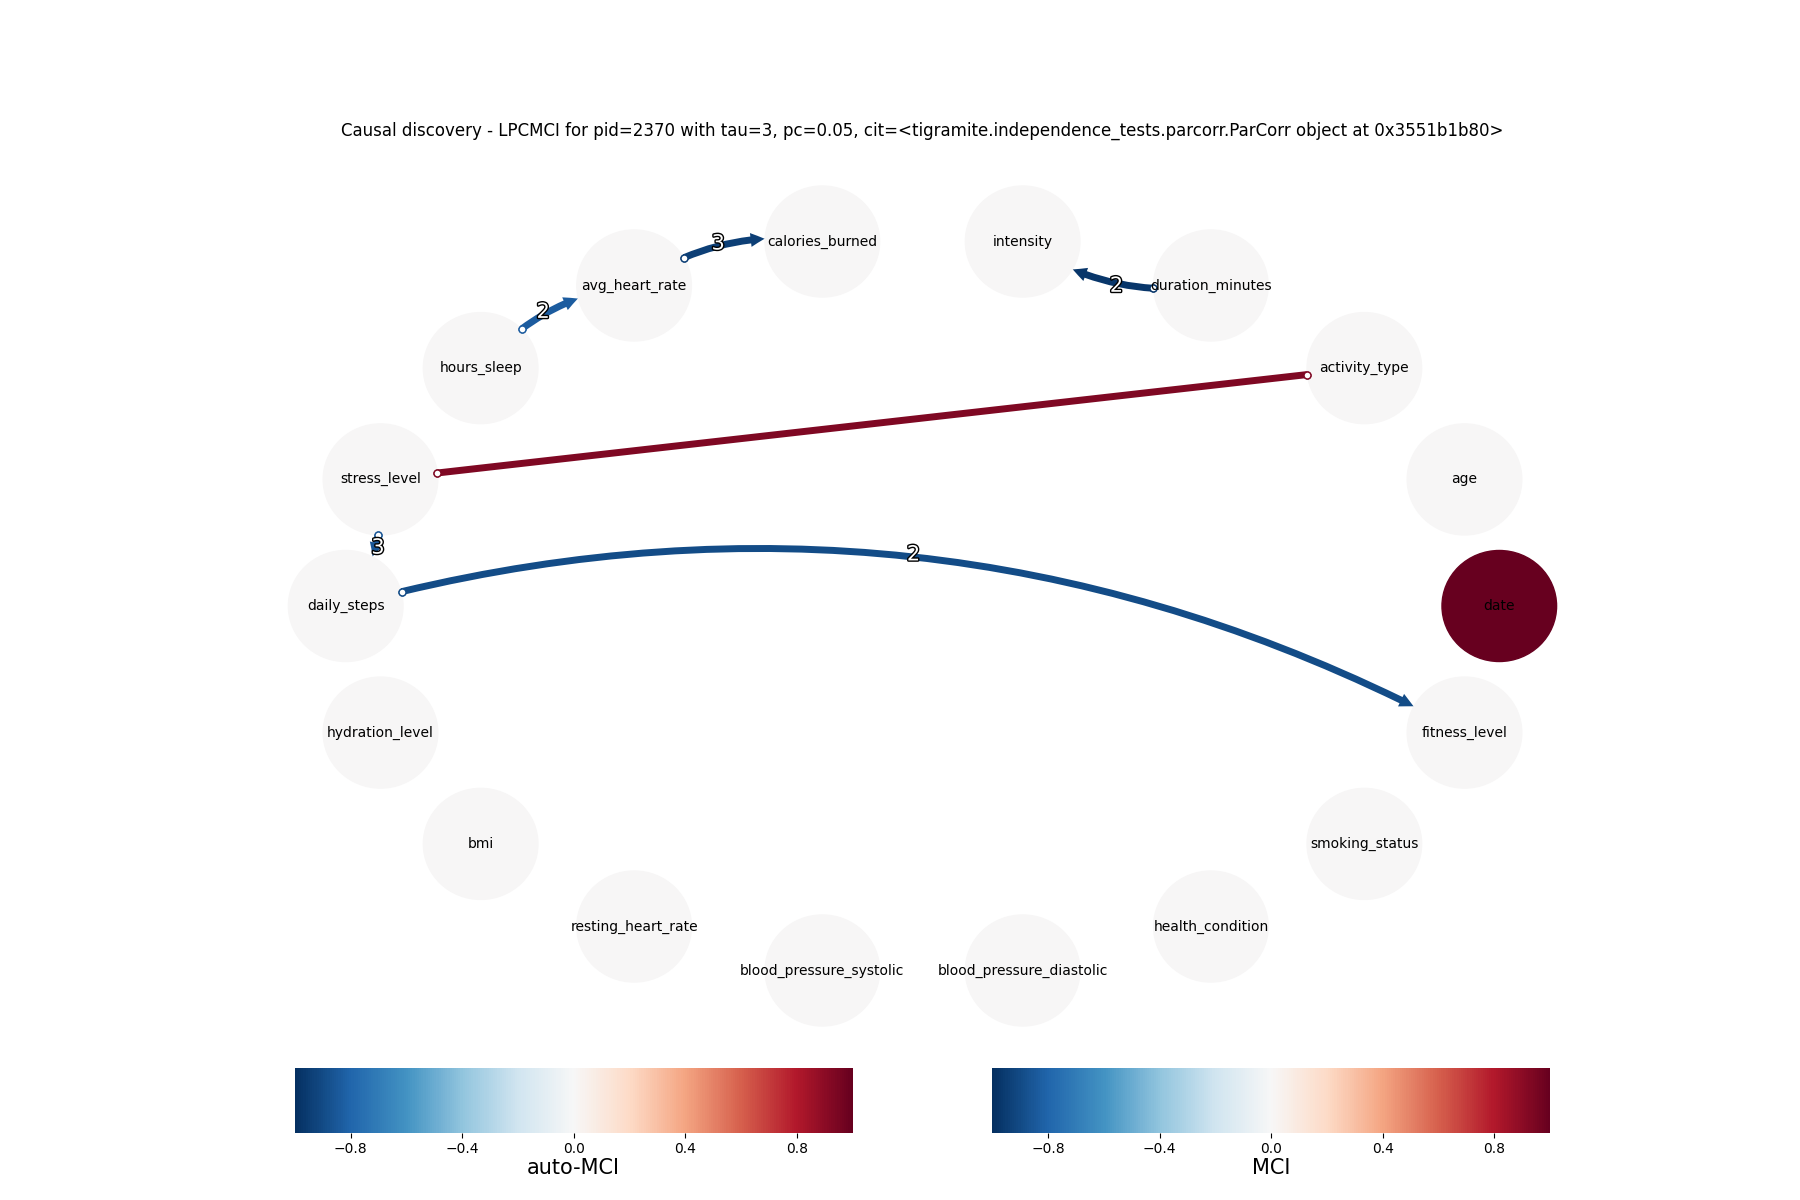 Causal discovery - LPCMCI for pid=2370 with tau=3, pc=0.05, cit=<tigramite.independence_tests.parcorr.ParCorr object at 0x3551b1b80>
calories_burned
intensity
3
avg_heart_rate
duration_minutes
2
2
hours_sleep
activity_type
stress_level
age
3
2
daily_steps
date
hydration_level
fitness_level
bmi
smoking_status
resting_heart_rate
health_condition
blood_pressure_systolic
blood_pressure_diastolic
−0.8 −0.4 0.0 0.4 0.8
auto-MCI
−0.8 −0.4 0.0 0.4 0.8
MCI